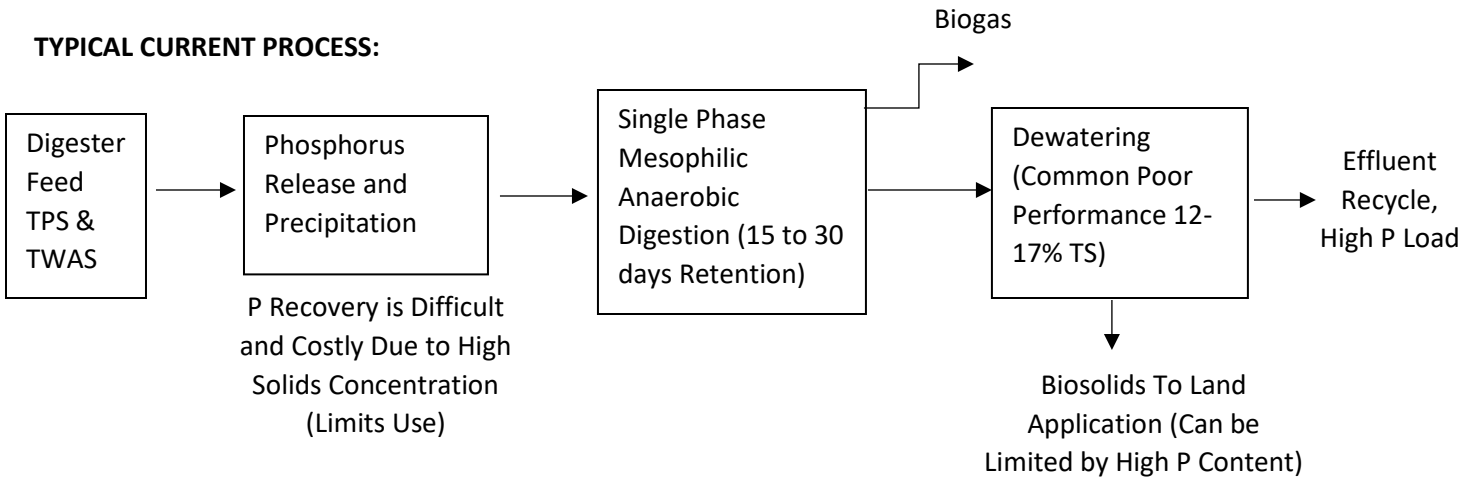 TYPICAL CURRENT PROCESS:
Biogas
Digester
Feed
TPS &
TWAS
Phosphorus
Release and
Precipitation
P Recovery is Difficult
and Costly Due to High
Solids Concentration
(Limits Use)
Single Phase
Mesophilic
Anaerobic
Digestion (15 to 30
days Retention)
Dewatering
(Common Poor
Performance 12-
17% TS)
Effluent
Recycle,
High P Load
Biosolids To Land
Application (Can be
Limited by High P Content)